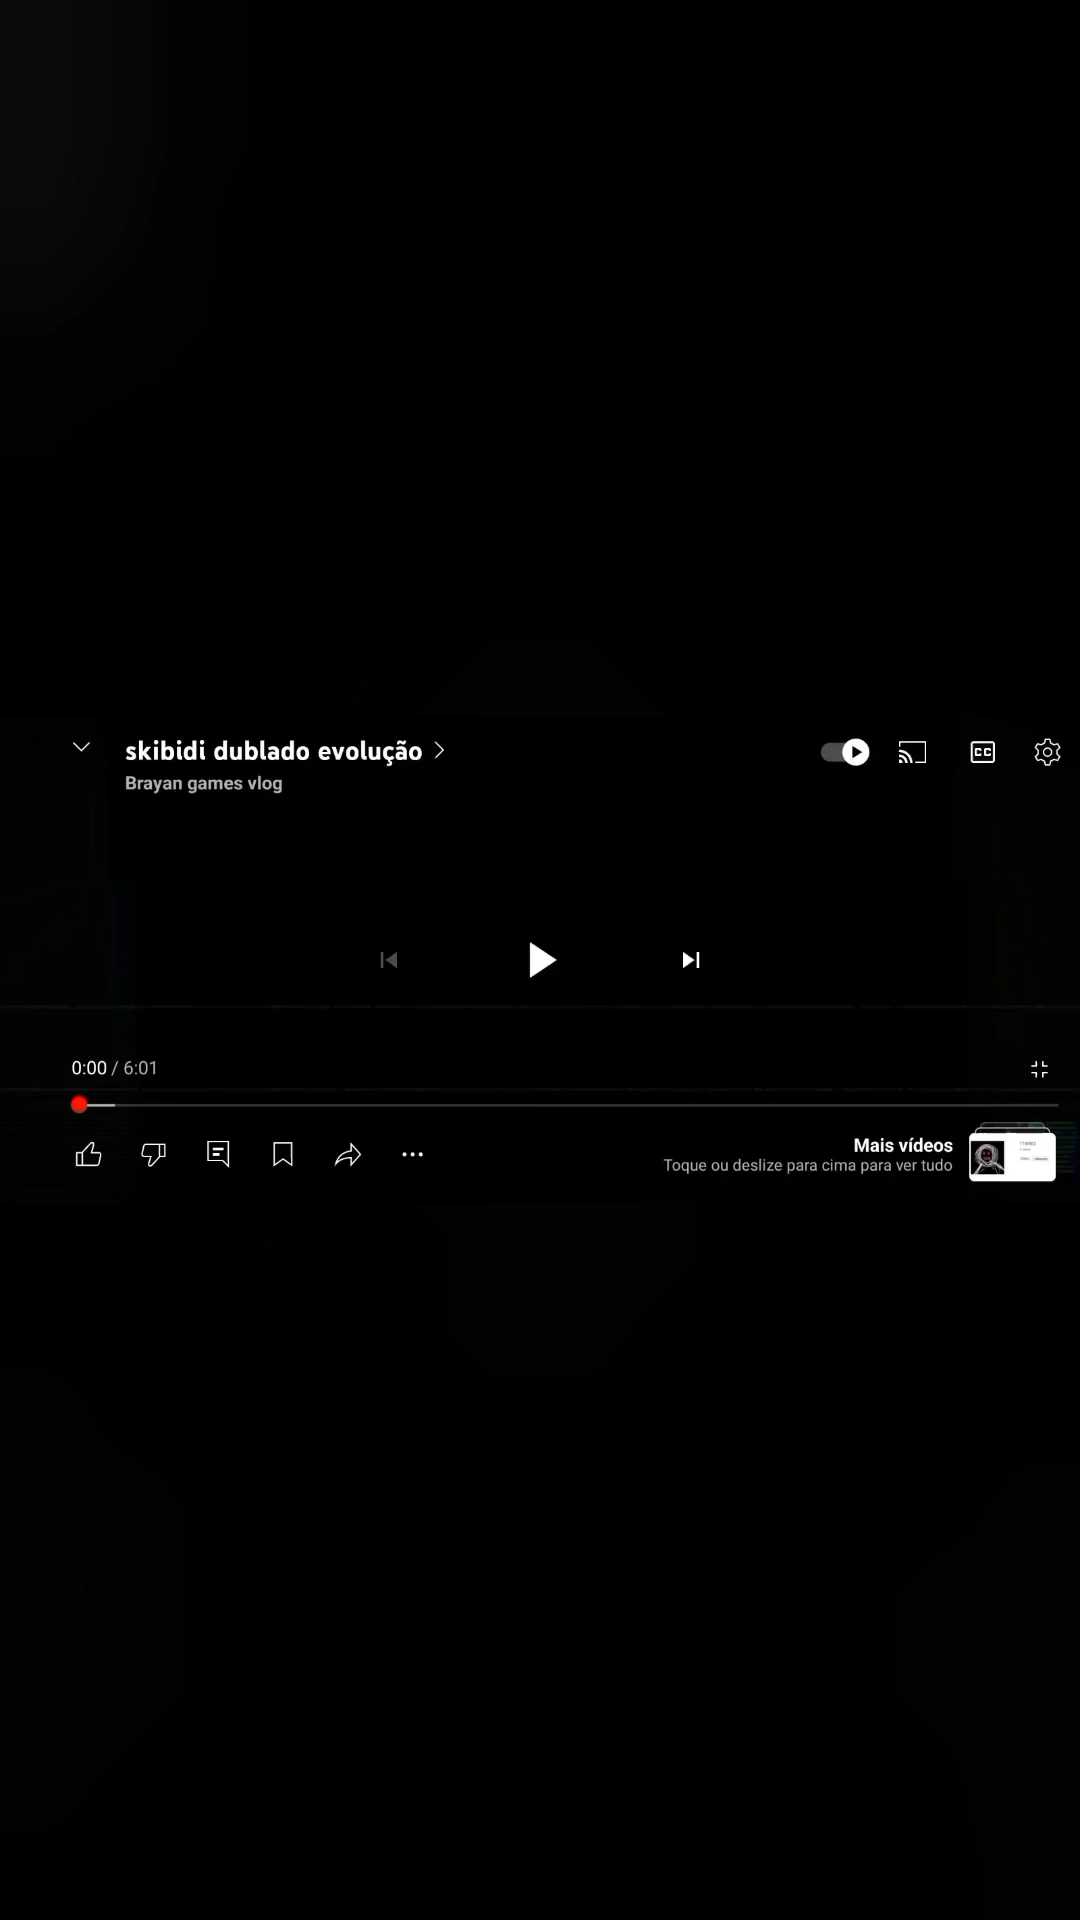 skibidi dublado evolução
Brayan games vlog
CC
0:00 / 6:01
Mais vídeos
Toque ou deslize para cima para ver tudo